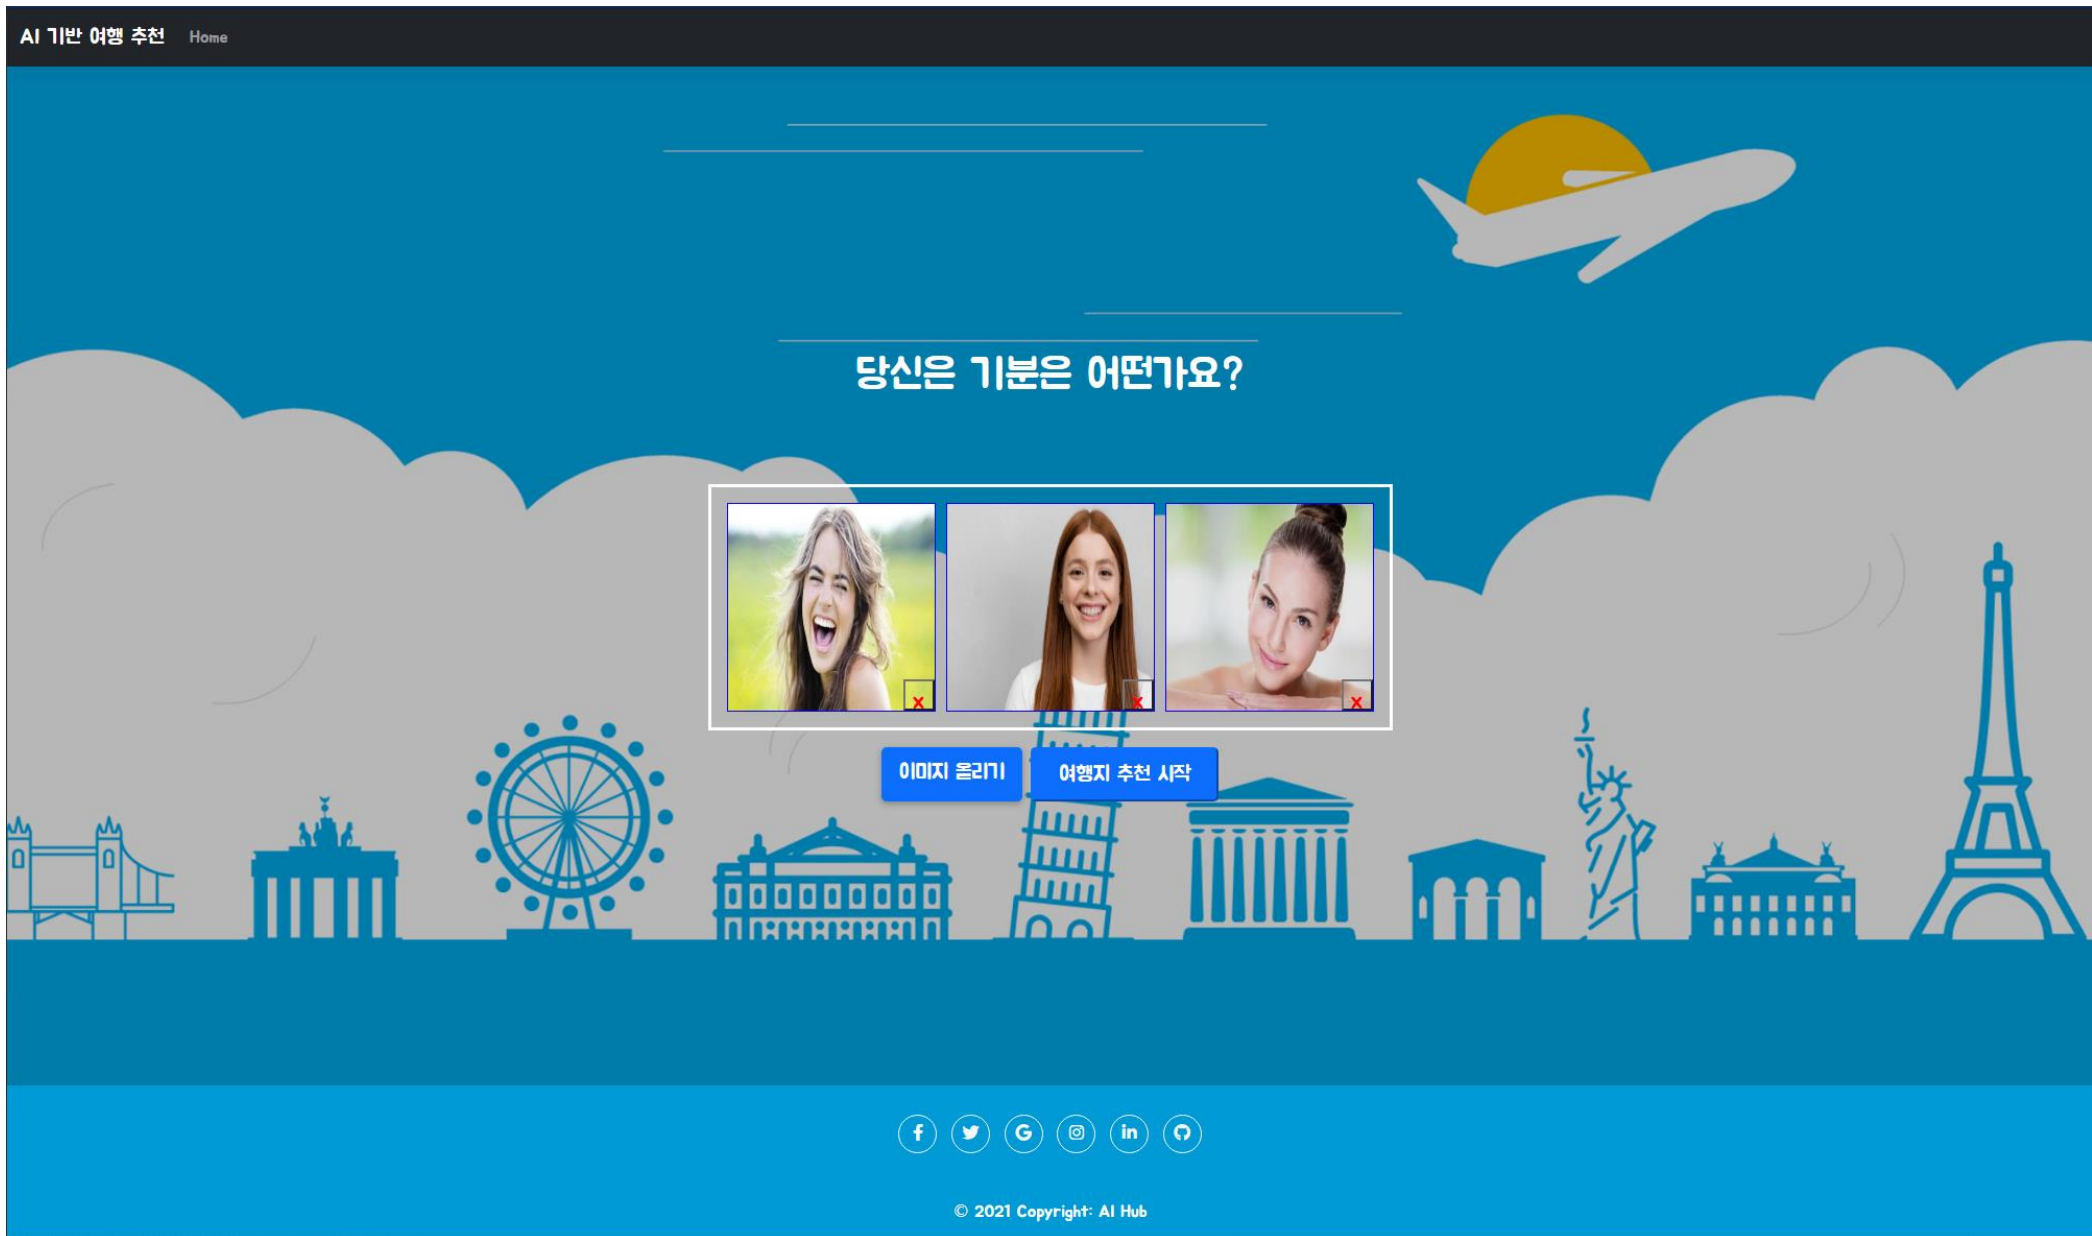 AI 기반 여행 추천 Home
당신은 기분은 어떤가요?
x x x
이미지 올리기 여행지 추천 시작
© 2021 Copyright: AI Hub